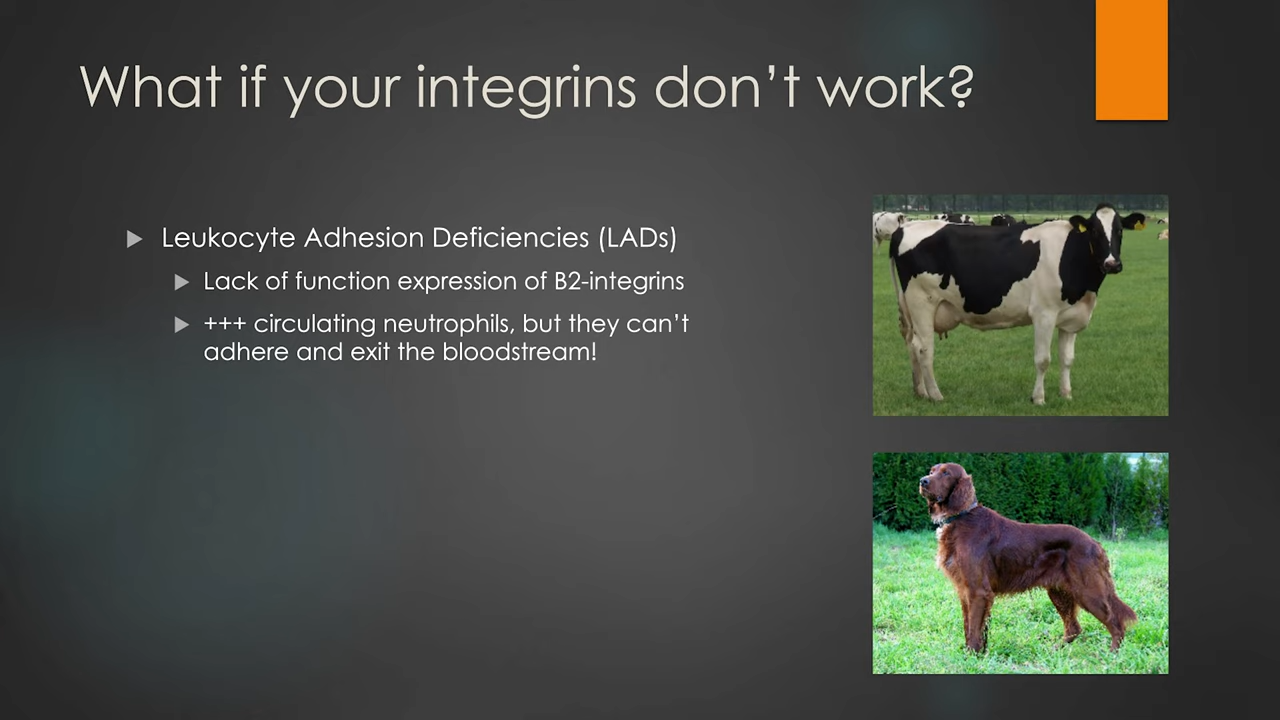 What if your integrins don’t work?
Leukocyte Adhesion Deficiencies (LADs)
Lack of function expression of B2-integrins
+++ circulating neutrophils, but they can’t
adhere and exit the bloodstream!